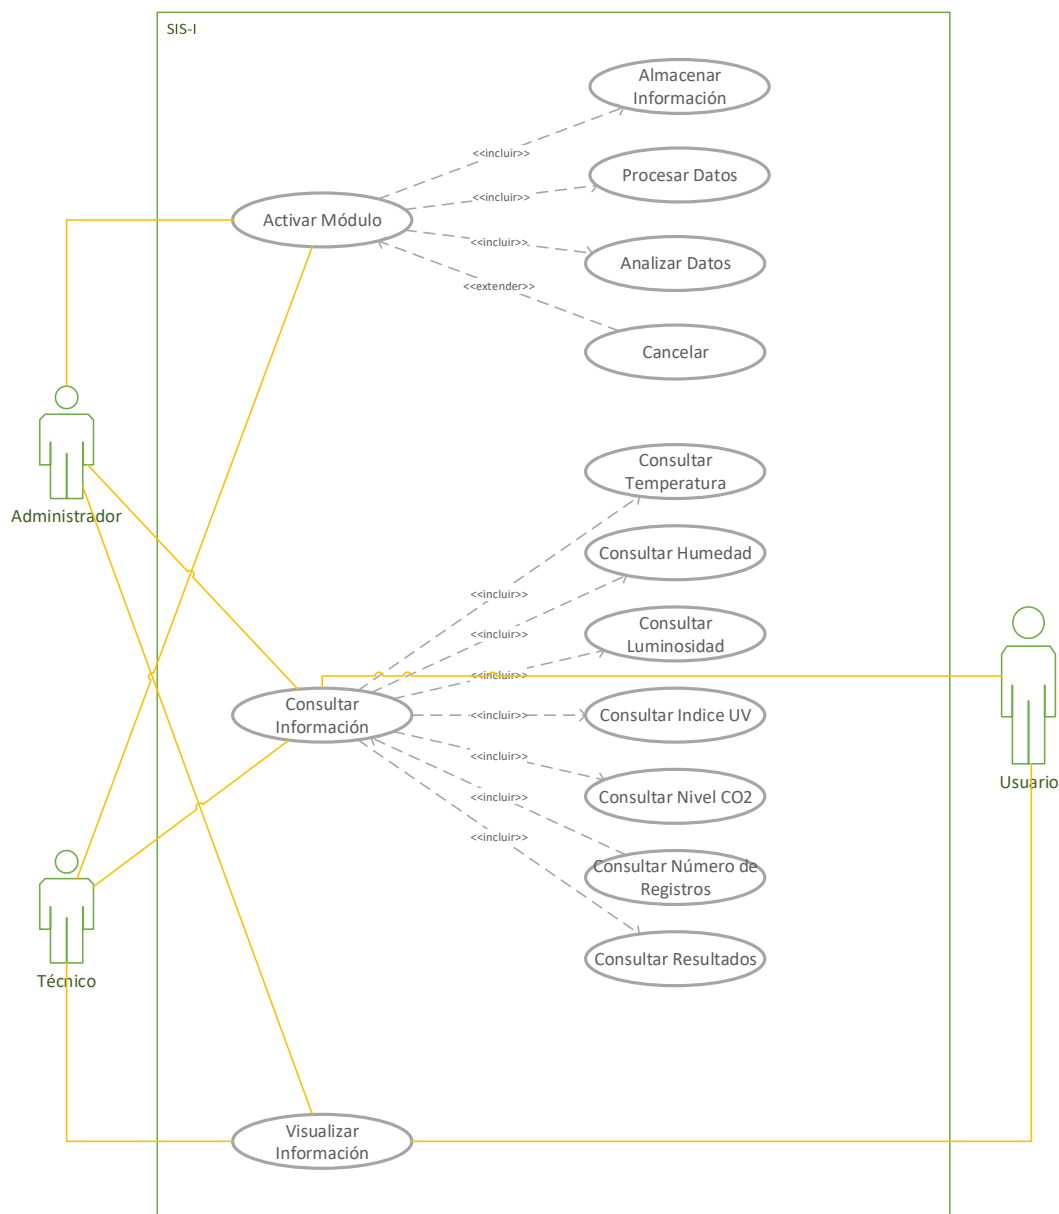 SIS-I
Almacenar
Información
<<incluir>>
Procesar Datos
<<incluir>>
Activar Módulo
<<incluir>>
Analizar Datos
<<extender>>
Cancelar
Administrador
Consultar
Temperatura
Consultar Humedad
<<incluir>>
Consultar
Luminosidad
<<incluir>>
<<incluir>>
Consultar
Información
<<incluir>>
Consultar Indice UV
<<incluir>>
Usuario
Consultar Nivel CO2
<<incluir>>
<<incluir>>
Consultar Número de
Registros
Consultar Resultados
Técnico
Visualizar
Información